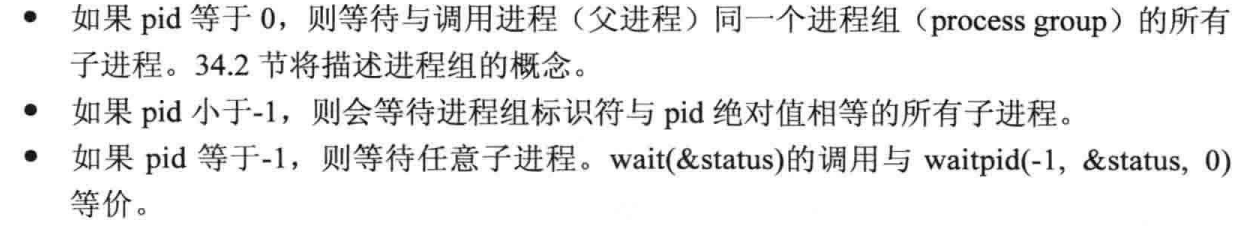 ● 如果 pid 等于 0，则等待与调用进程（父进程）同一个进程组（process group）的所有
子进程。34.2 节将描述进程组的概念。
● 如果 pid 小于-1，则会等待进程组标识符与 pid 绝对值相等的所有子进程。
● 如果 pid 等于-1，则等待任意子进程。wait(&status)的调用与 waitpid(-1, &status, 0)
等价。